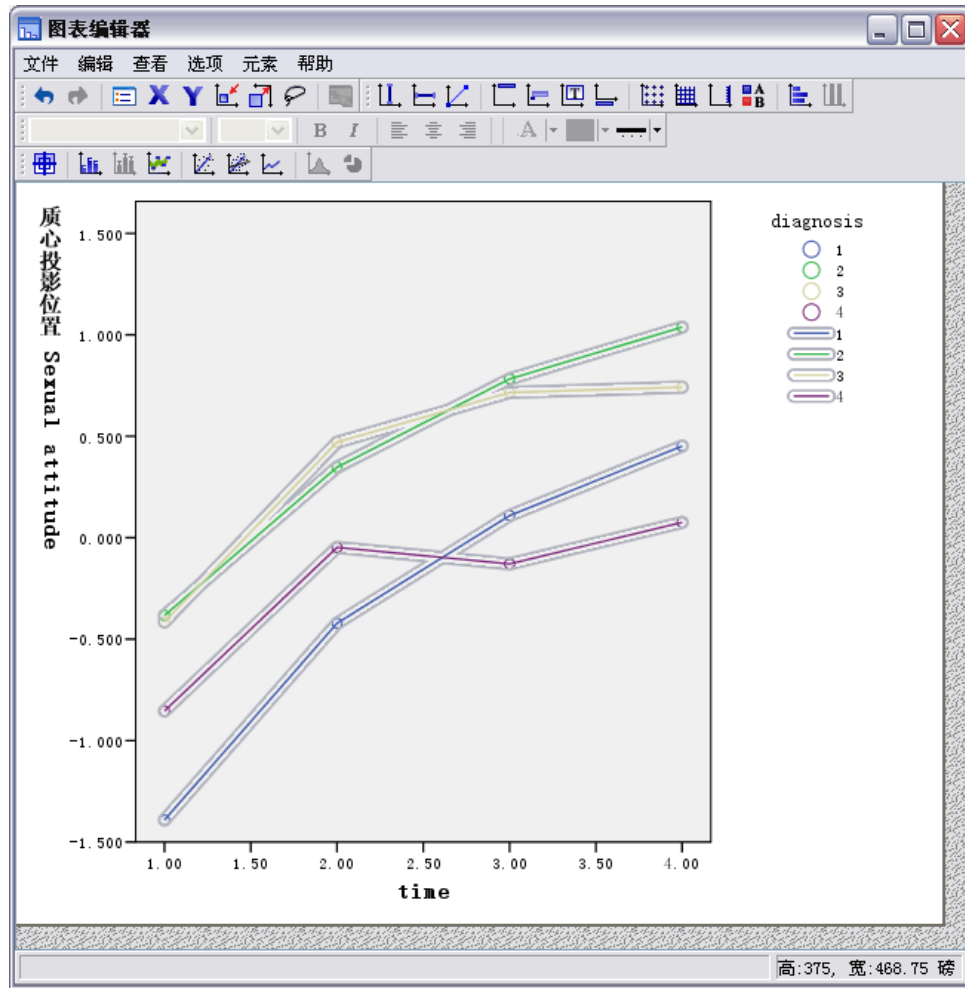 图表编辑器
文件 编辑 查看 选项 元素 帮助
X Y T A B
B I A
质心投影位置 Sexual attitude
1.500
1.000
0.500
0.000
-0.500
-1.000
-1.500
1.00 1.50 2.00 2.50 3.00 3.50 4.00
time
diagnosis
1
2
3
4
1
2
3
4
高:375, 宽:468.75 磅